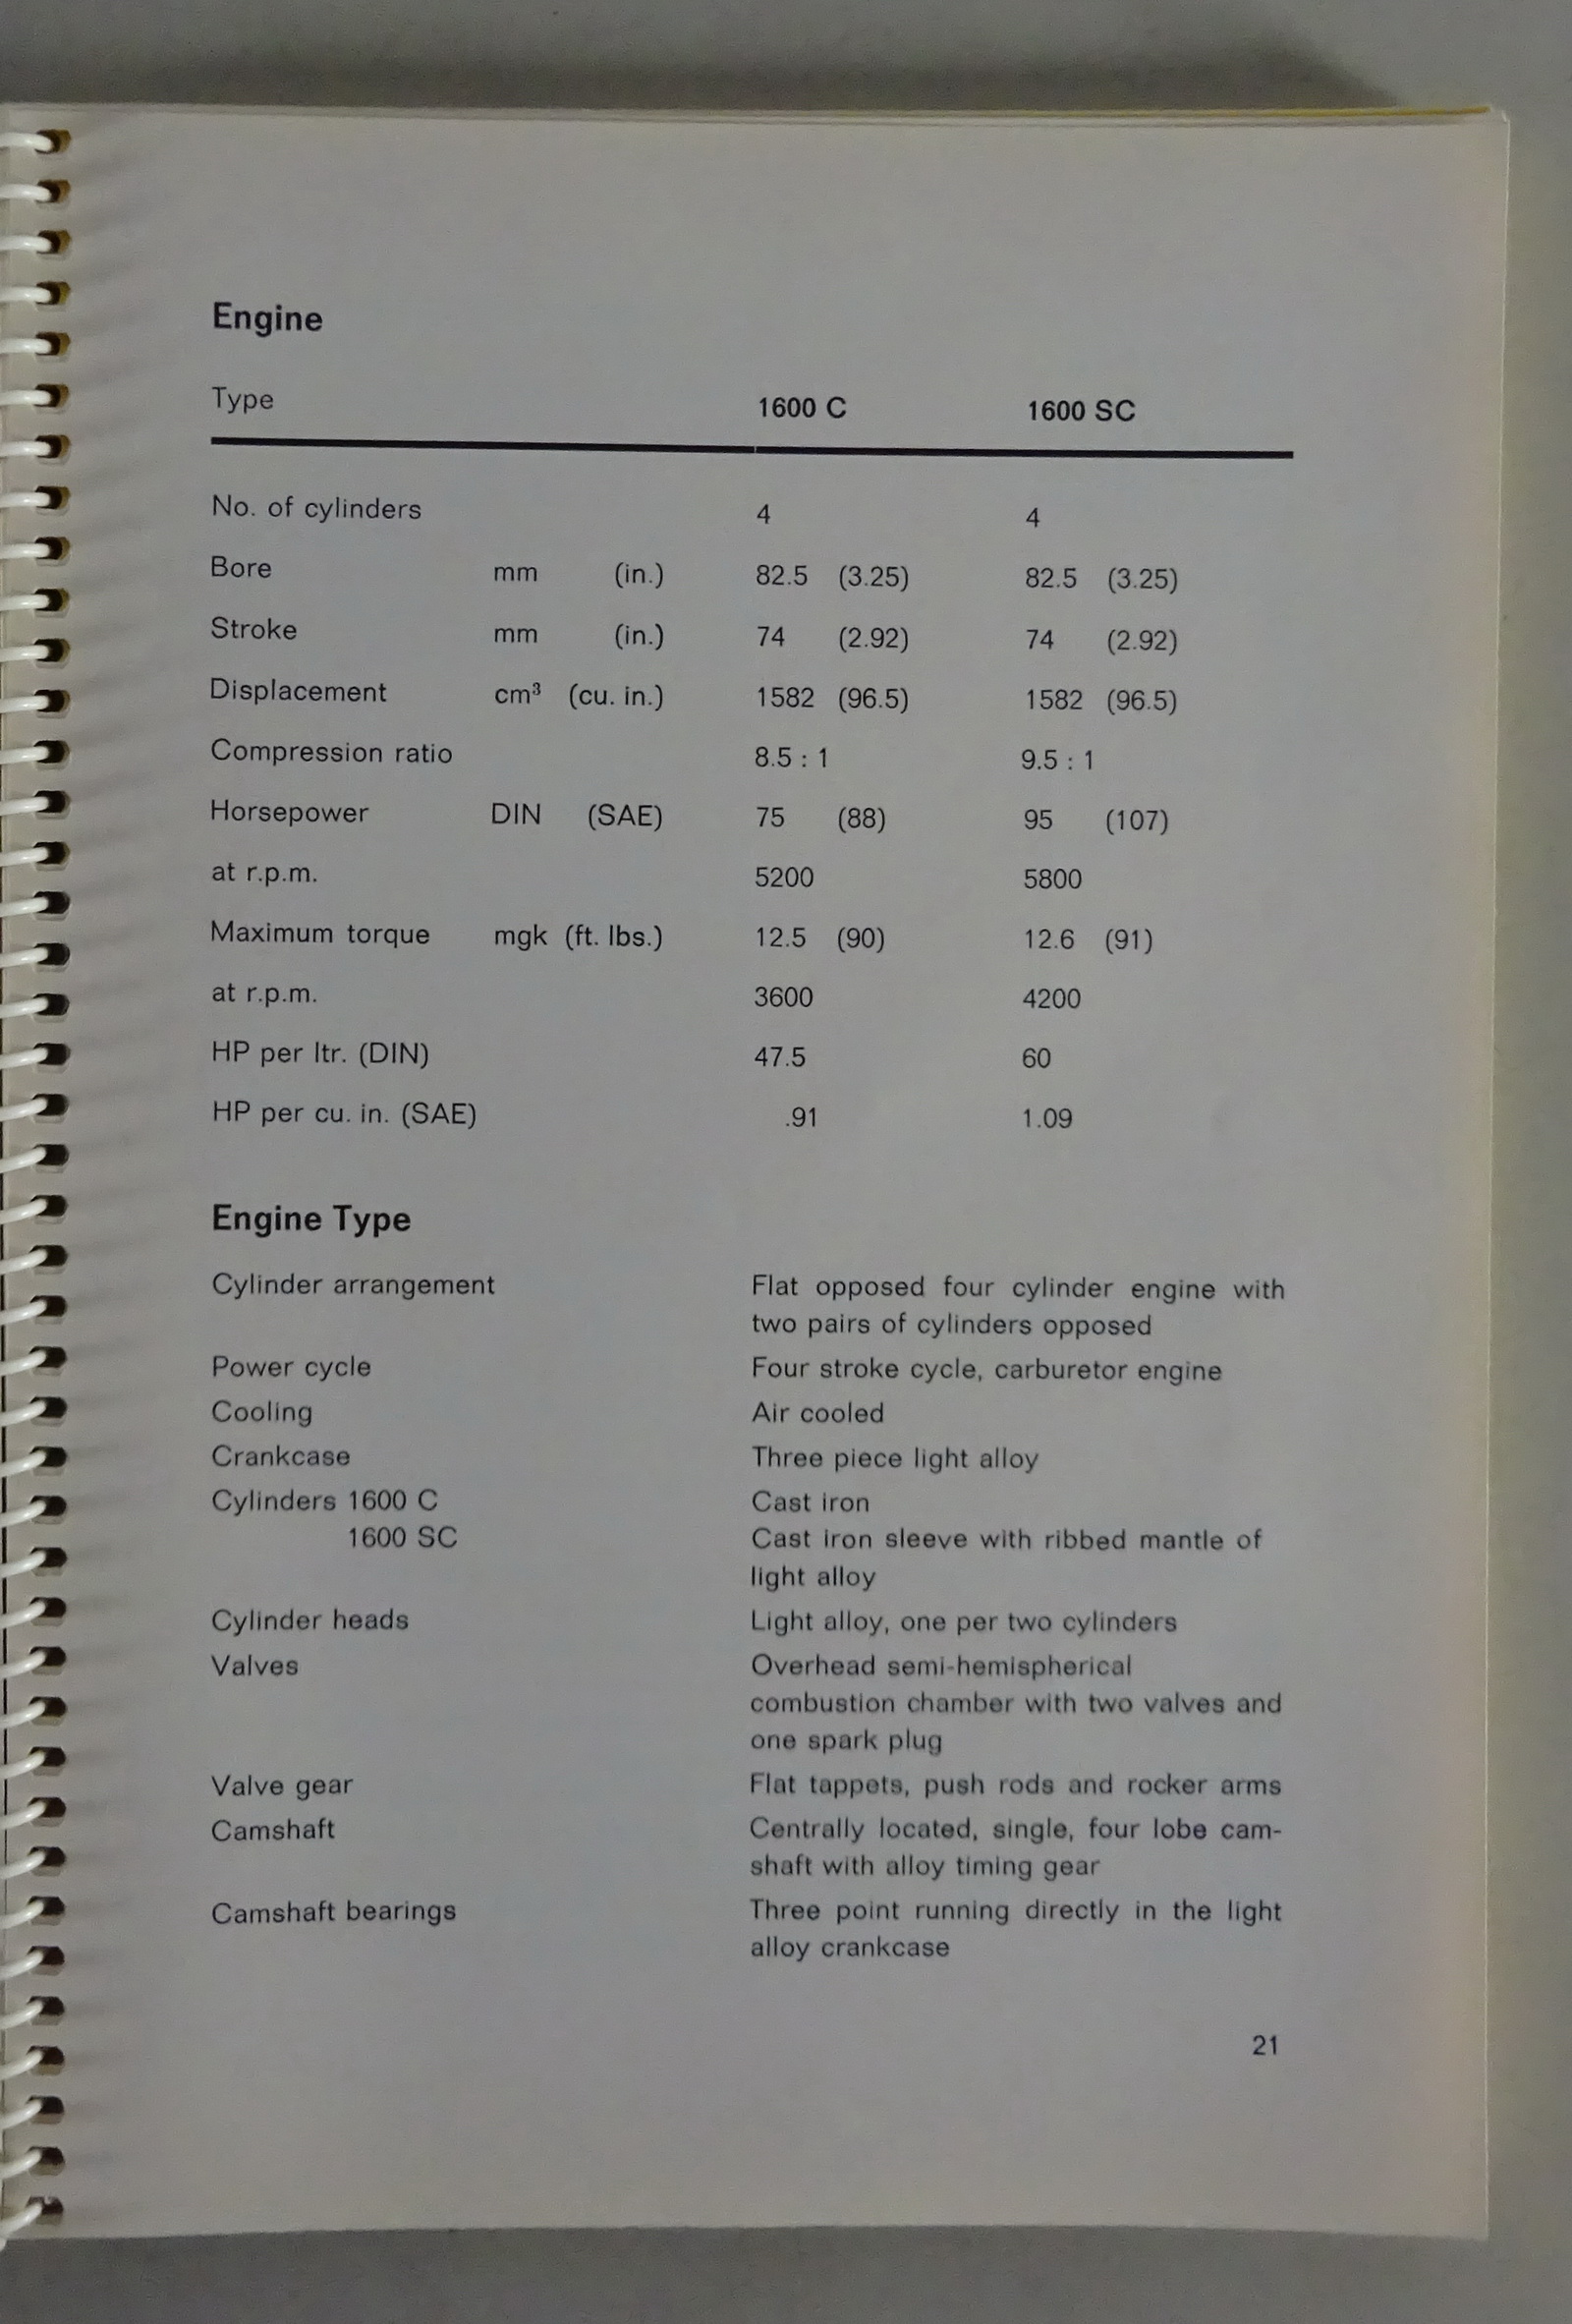 Engine
Type 1600 C 1600 SC
No. of cylinders 4 4
Bore mm (in.) 82.5 (3.25) 82.5 (3.25)
Stroke mm (in.) 74 (2.92) 74 (2.92)
Displacement cm³ (cu. in.) 1582 (96.5) 1582 (96.5)
Compression ratio 8.5 : 1 9.5 : 1
Horsepower DIN (SAE) 75 (88) 95 (107)
at r.p.m. 5200 5800
Maximum torque mgk (ft. lbs.) 12.5 (90) 12.6 (91)
at r.p.m. 3600 4200
HP per ltr. (DIN) 47.5 60
HP per cu. in. (SAE) .91 1.09
Engine Type
Cylinder arrangement Flat opposed four cylinder engine with
two pairs of cylinders opposed
Power cycle Four stroke cycle, carburetor engine
Cooling Air cooled
Crankcase Three piece light alloy
Cylinders 1600 C Cast iron
1600 SC Cast iron sleeve with ribbed mantle of
light alloy
Cylinder heads Light alloy, one per two cylinders
Valves Overhead semi-hemispherical
combustion chamber with two valves and
one spark plug
Valve gear Flat tappets, push rods and rocker arms
Camshaft Centrally located, single, four lobe cam-
shaft with alloy timing gear
Camshaft bearings Three point running directly in the light
alloy crankcase
21